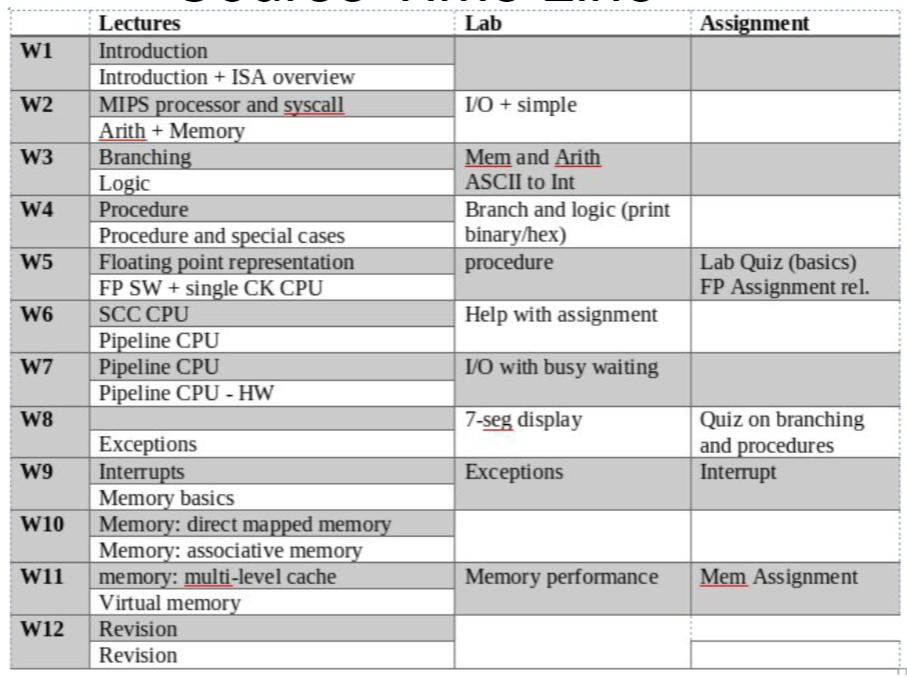 Lectures Lab Assignment
W1 Introduction
Introduction + ISA overview
W2 MIPS processor and syscall I/O + simple
Arith + Memory
W3 Branching Mem and Arith
Logic ASCII to Int
W4 Procedure Branch and logic (print
Procedure and special cases binary/hex)
W5 Floating point representation procedure Lab Quiz (basics)
FP SW + single CK CPU FP Assignment rel.
W6 SCC CPU Help with assignment
Pipeline CPU
W7 Pipeline CPU I/O with busy waiting
Pipeline CPU - HW
W8 7-seg display Quiz on branching
Exceptions and procedures
W9 Interrupts Exceptions Interrupt
Memory basics
W10 Memory: direct mapped memory
Memory: associative memory
W11 memory: multi-level cache Memory performance Mem Assignment
Virtual memory
W12 Revision
Revision